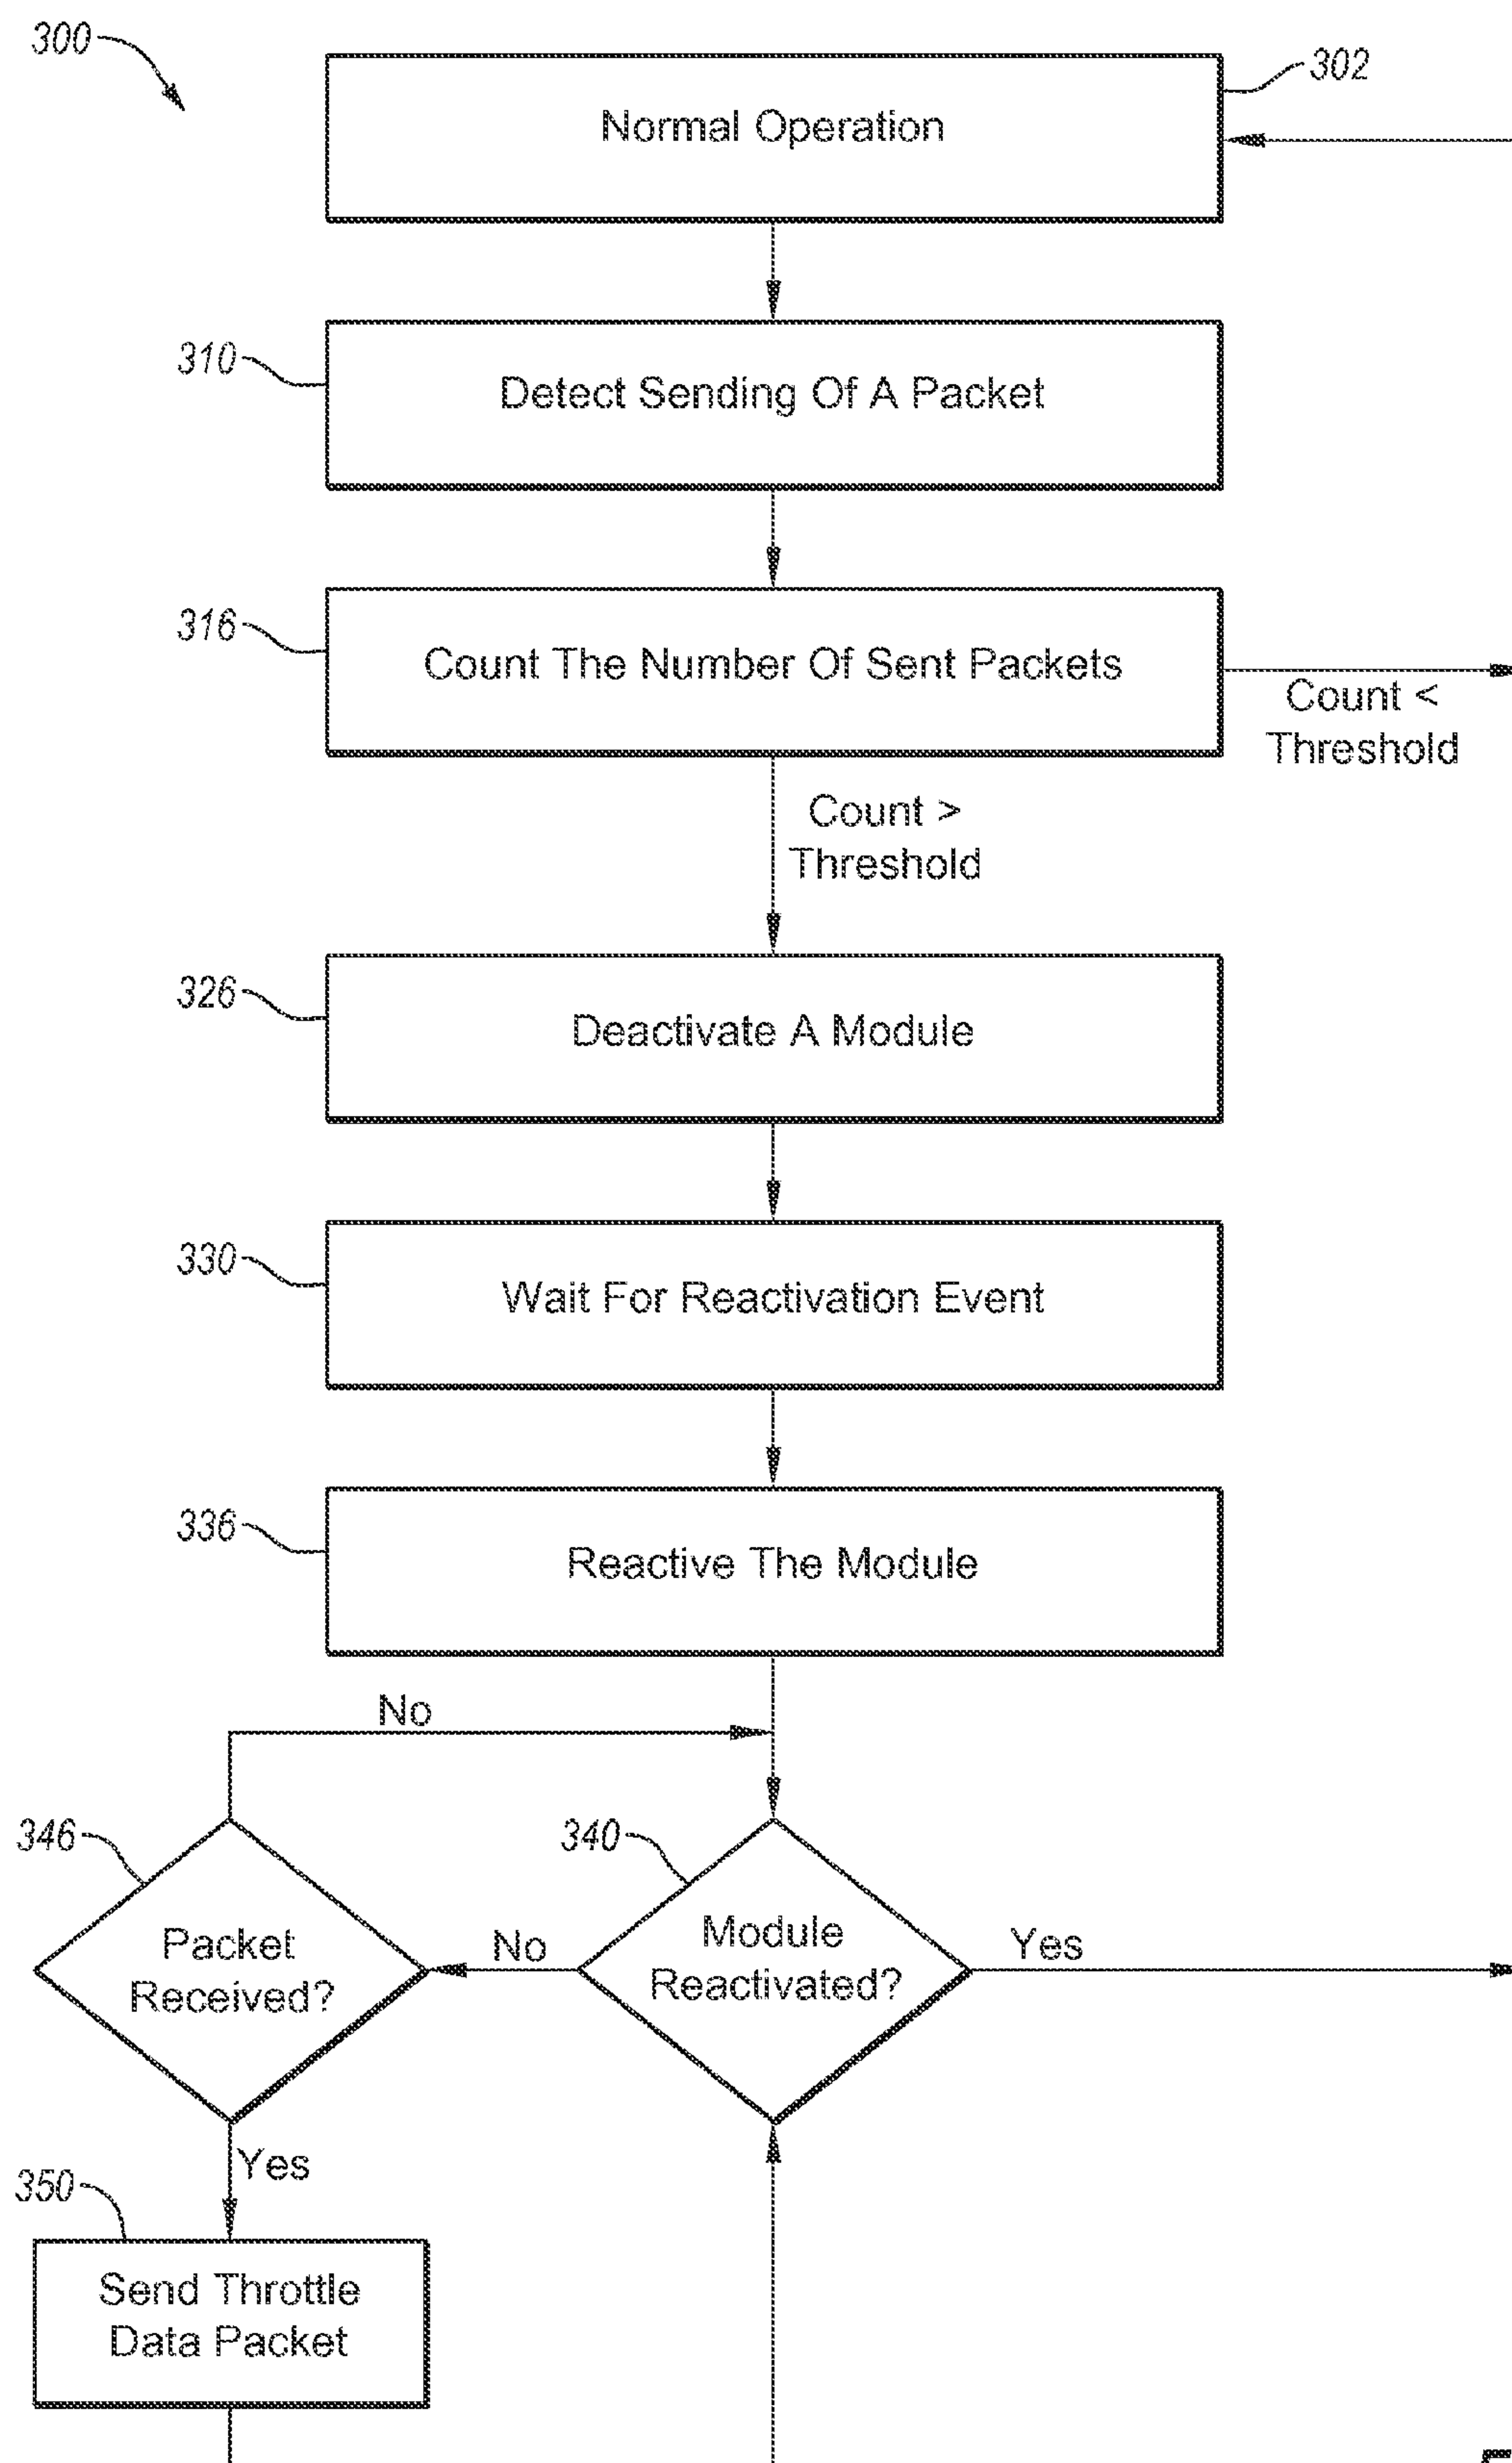 300
302
Normal Operation
310
Detect Sending Of A Packet
316
Count The Number Of Sent Packets
Count <
Threshold
Count >
Threshold
326
Deactivate A Module
330
Wait For Reactivation Event
336
Reactive The Module
No
346
340
Packet
Received?
No
Module
Reactivated?
Yes
Yes
350
Send Throttle
Data Packet